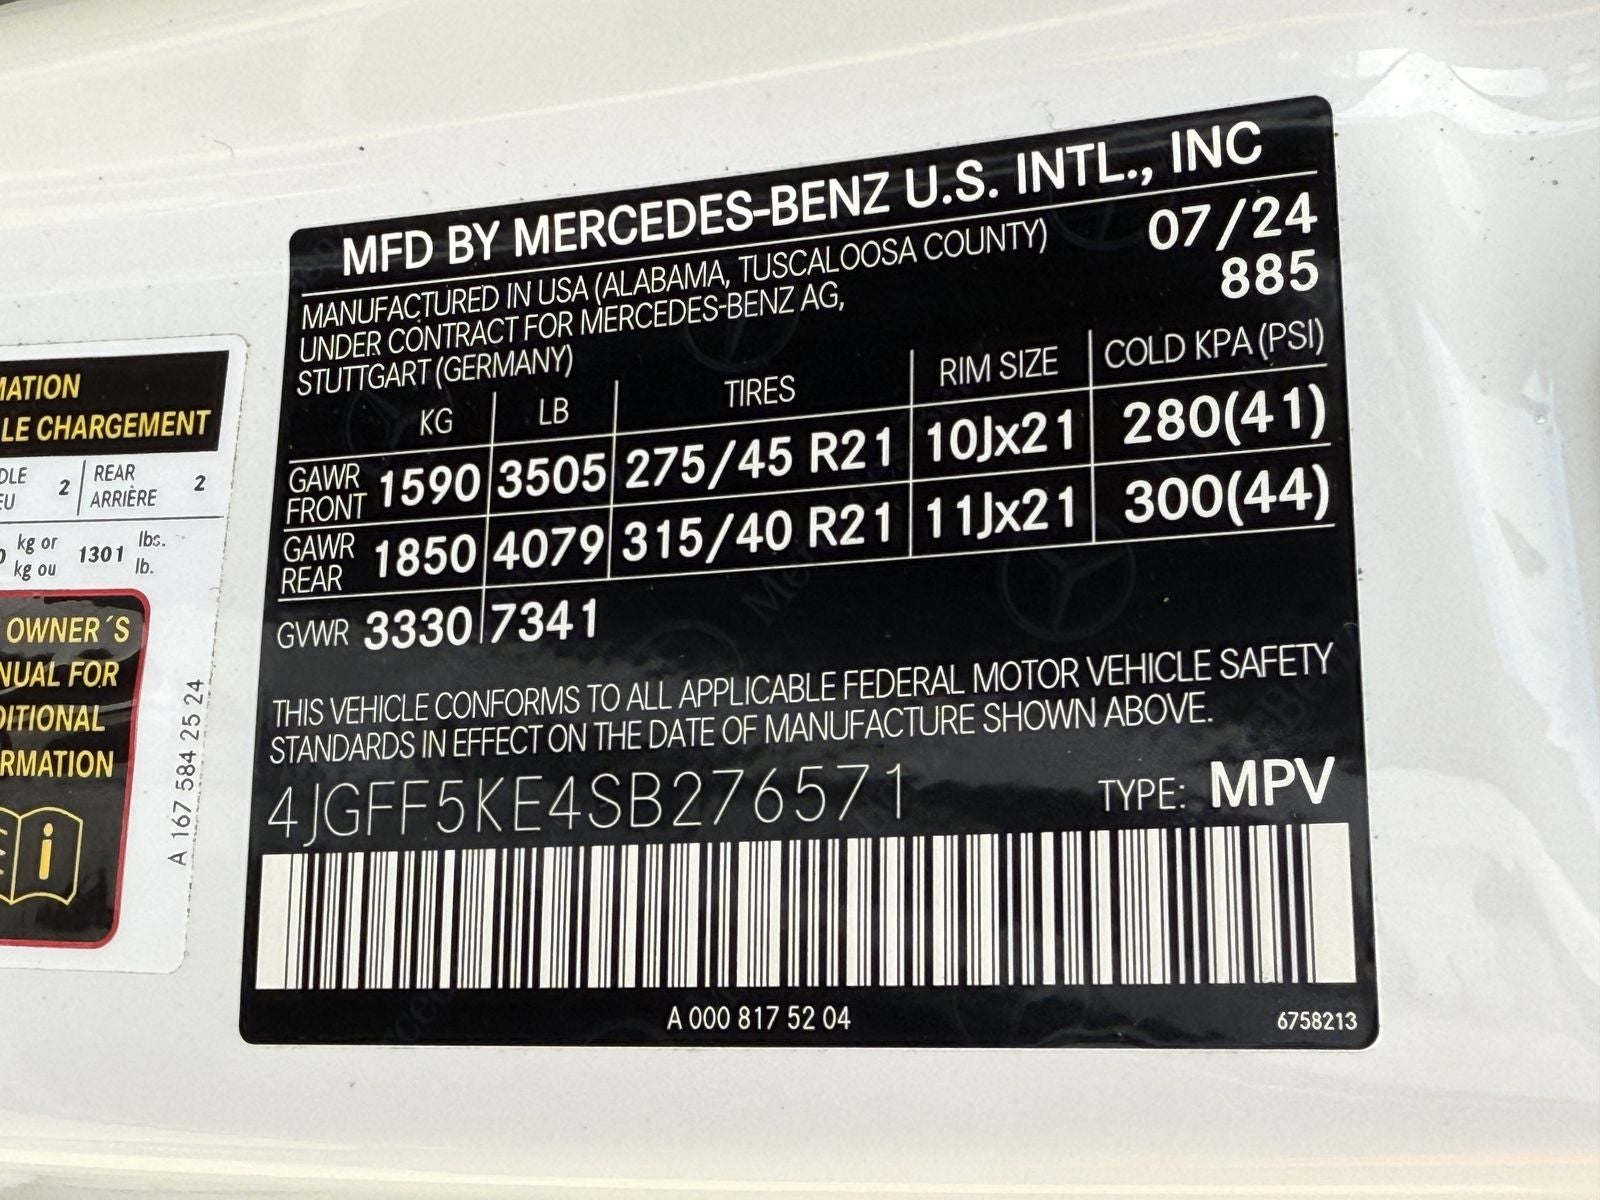 MFD BY MERCEDES-BENZ U.S. INTL., INC
MANUFACTURED IN USA (ALABAMA, TUSCALOOSA COUNTY)
UNDER CONTRACT FOR MERCEDES-BENZ AG,
STUTTGART (GERMANY)
07/24
885
KG LB TIRES RIM SIZE COLD KPA (PSI)
GAWR FRONT 1590 3505 275/45 R21 10Jx21 280(41)
GAWR REAR 1850 4079 315/40 R21 11Jx21 300(44)
GVWR 3330 7341
THIS VEHICLE CONFORMS TO ALL APPLICABLE FEDERAL MOTOR VEHICLE SAFETY
STANDARDS IN EFFECT ON THE DATE OF MANUFACTURE SHOWN ABOVE.
4JGFF5KE4SB276571 TYPE: MPV
A 000 817 52 04
6758213
MATION
LE CHARGEMENT
DLE 2 REAR 2
EU ARRIÈRE
kg or 1301 lbs.
kg ou lb.
OWNER´S
NUAL FOR
DITIONAL
RMATION
A 167 584 25 24